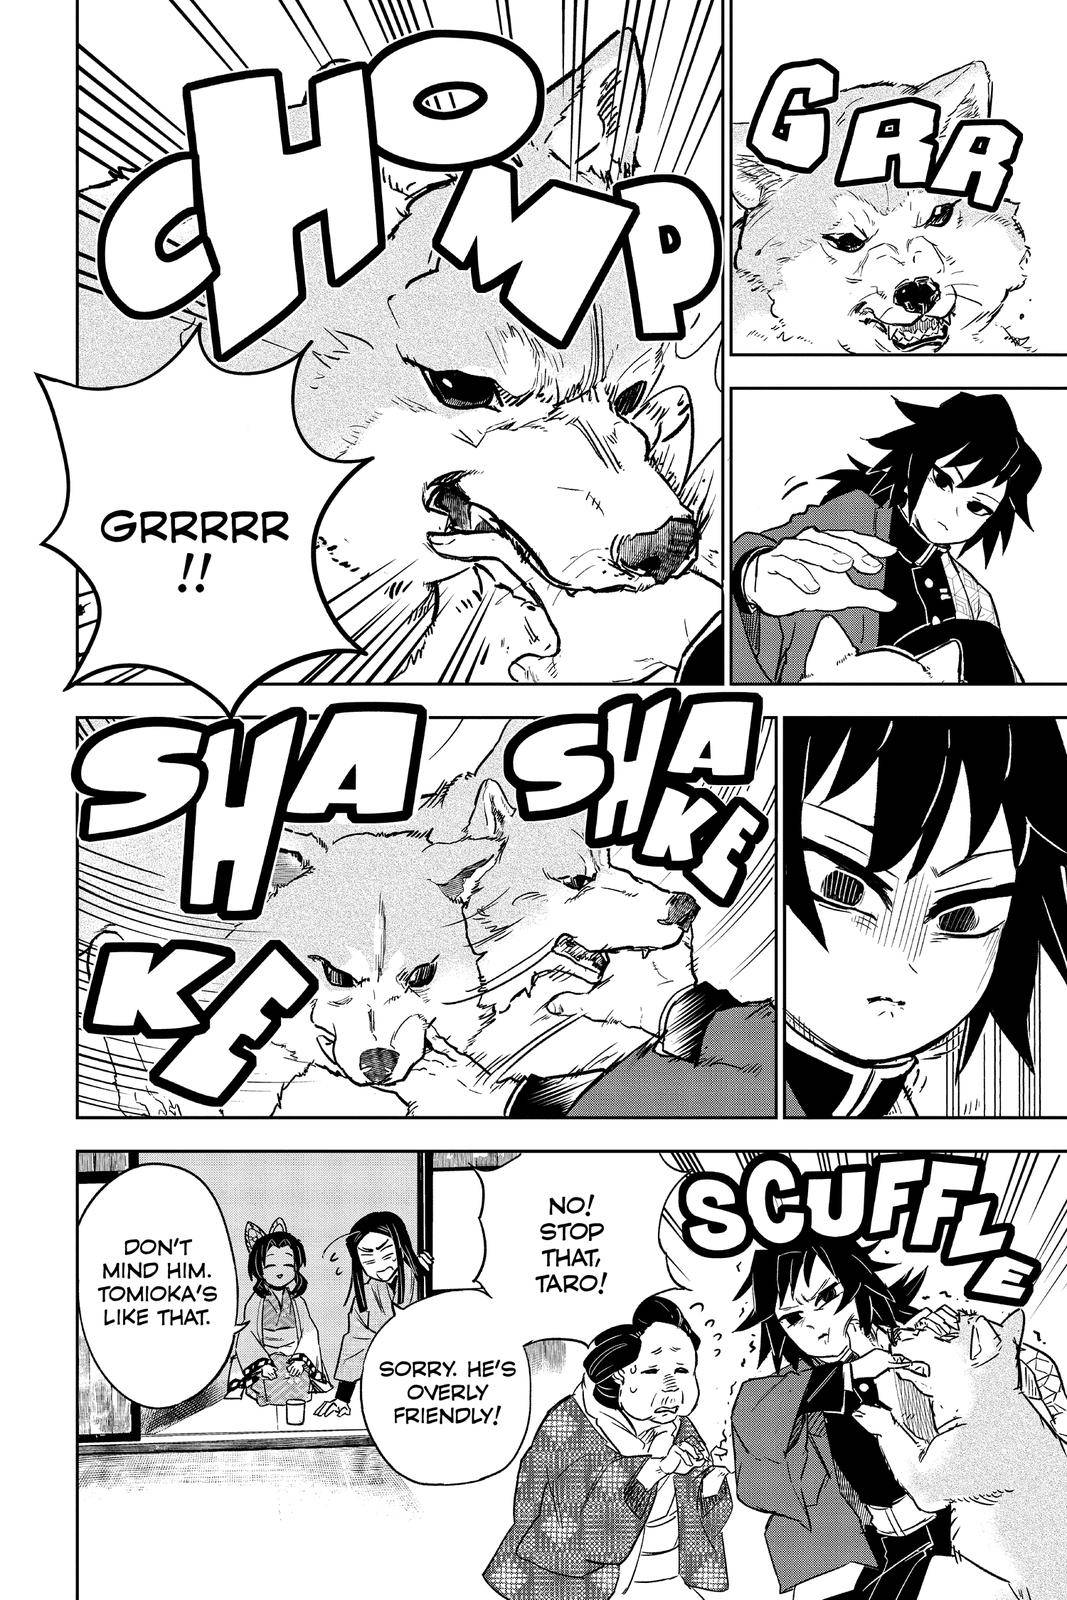 GRR
CHOMP
GRRRRR
!!
SHAKE
SHAKE
SCUFFLE
NO!
STOP
THAT,
TARO!
SORRY. HE'S
OVERLY
FRIENDLY!
DON'T
MIND HIM.
TOMIOKA'S
LIKE THAT.